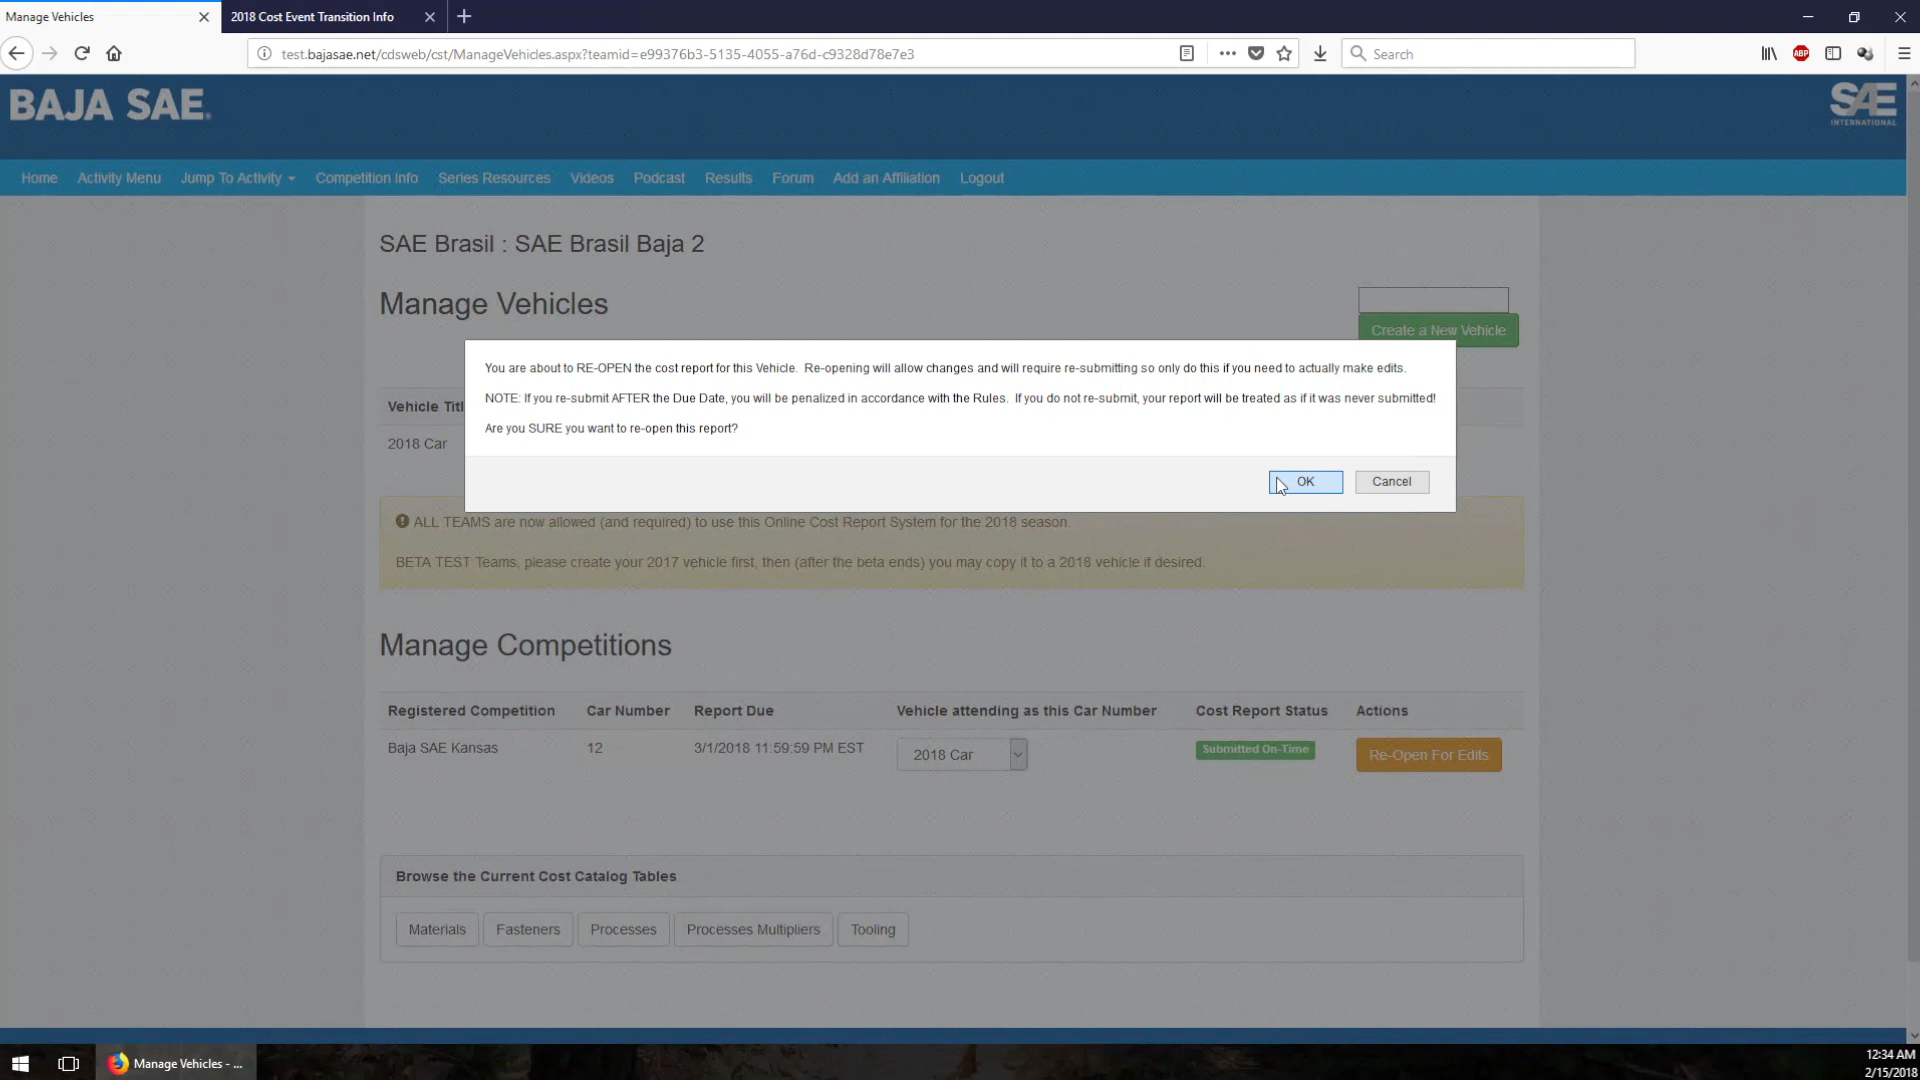 Manage Vehicles
2018 Cost Event Transition Info
test.bajasae.net/cdsweb/cst/ManageVehicles.aspx?teamid=e99376b3-5135-4055-a76d-c9328d78e7e3
Search
ABP
BAJA SAE.
SAE
INTERNATIONAL
Home Activity Menu Jump To Activity Competition Info Series Resources Videos Podcast Results Forum Add an Affiliation Logout
SAE Brasil : SAE Brasil Baja 2
Manage Vehicles
Create a New Vehicle
You are about to RE-OPEN the cost report for this Vehicle. Re-opening will allow changes and will require re-submitting so only do this if you need to actually make edits.
NOTE: If you re-submit AFTER the Due Date, you will be penalized in accordance with the Rules. If you do not re-submit, your report will be treated as if it was never submitted!
Are you SURE you want to re-open this report?
OK Cancel
Vehicle Titl
2018 Car
ALL TEAMS are now allowed (and required) to use this Online Cost Report System for the 2018 season.
BETA TEST Teams, please create your 2017 vehicle first, then (after the beta ends) you may copy it to a 2018 vehicle if desired.
Manage Competitions
Registered Competition Car Number Report Due Vehicle attending as this Car Number Cost Report Status Actions
Baja SAE Kansas 12 3/1/2018 11:59:59 PM EST 2018 Car Submitted On-Time Re-Open For Edits
Browse the Current Cost Catalog Tables
Materials Fasteners Processes Processes Multipliers Tooling
Manage Vehicles - ...
12:34 AM
2/15/2018